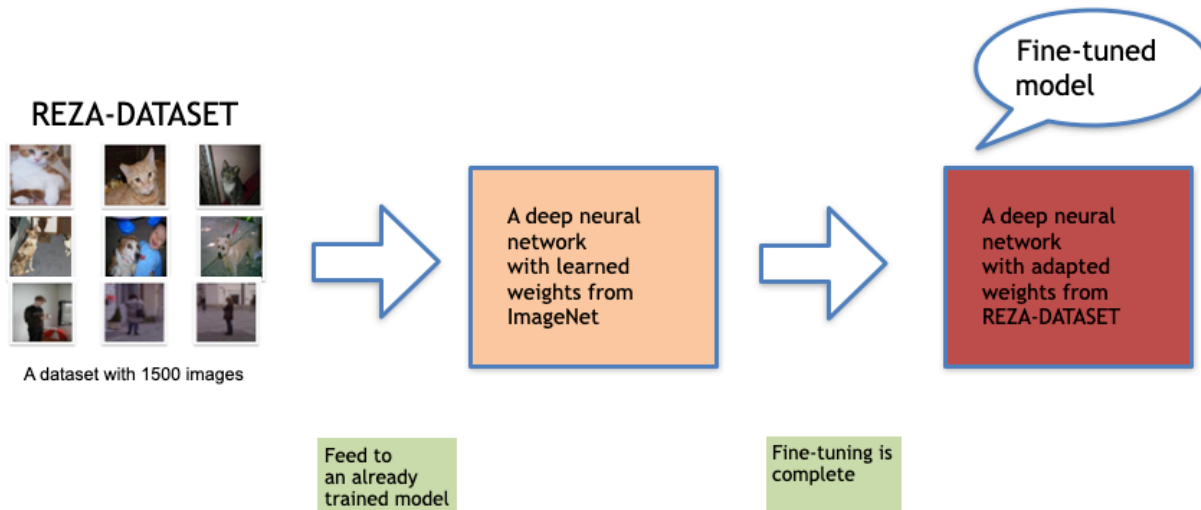 REZA-DATASET
A dataset with 1500 images
Feed to
an already
trained model
A deep neural
network
with learned
weights from
ImageNet
Fine-tuning is
complete
Fine-tuned
model
A deep neural
network
with adapted
weights from
REZA-DATASET